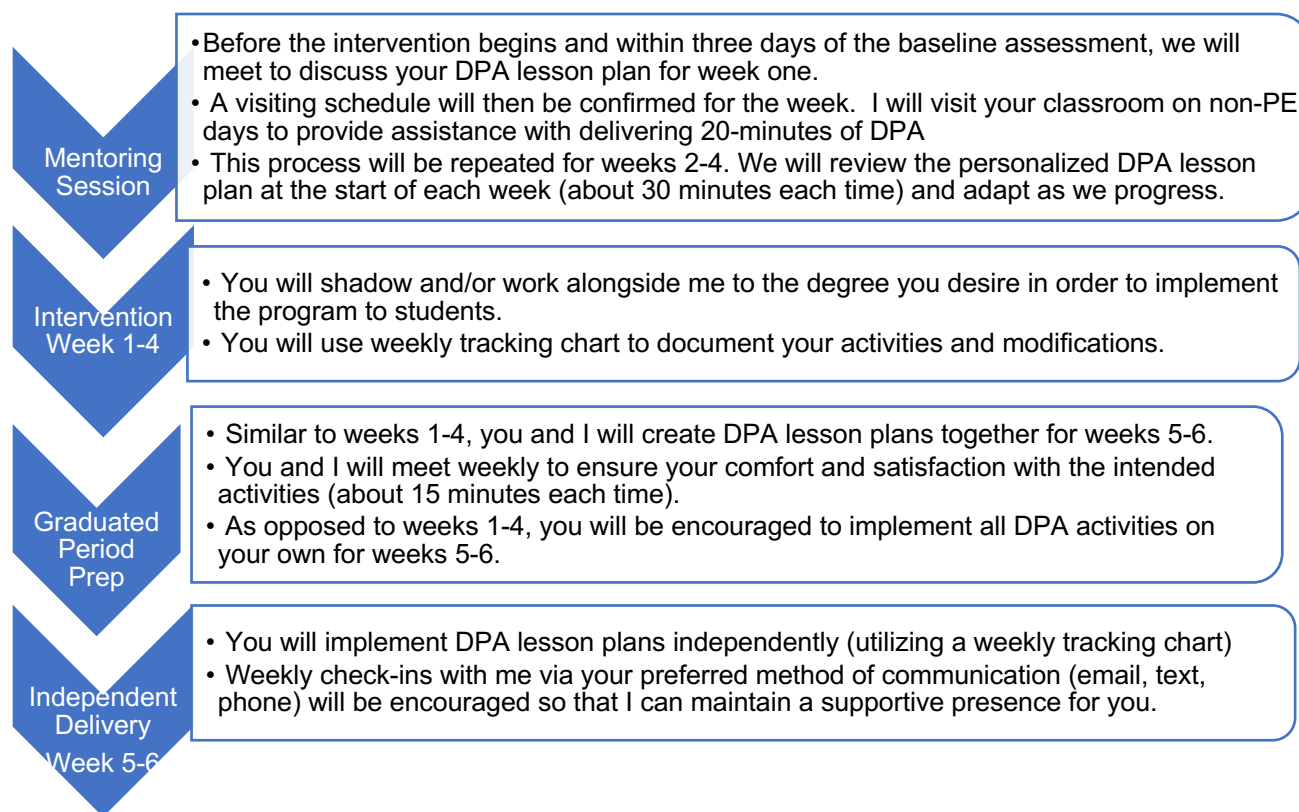 Mentoring
Session
•Before the intervention begins and within three days of the baseline assessment, we will
meet to discuss your DPA lesson plan for week one.
• A visiting schedule will then be confirmed for the week.  I will visit your classroom on non-PE
days to provide assistance with delivering 20-minutes of DPA
• This process will be repeated for weeks 2-4. We will review the personalized DPA lesson
plan at the start of each week (about 30 minutes each time) and adapt as we progress.
Intervention
Week 1-4
• You will shadow and/or work alongside me to the degree you desire in order to implement
the program to students.
• You will use weekly tracking chart to document your activities and modifications.
Graduated
Period
Prep
• Similar to weeks 1-4, you and I will create DPA lesson plans together for weeks 5-6.
• You and I will meet weekly to ensure your comfort and satisfaction with the intended
activities (about 15 minutes each time).
• As opposed to weeks 1-4, you will be encouraged to implement all DPA activities on
your own for weeks 5-6.
Independent
Delivery
Week 5-6
• You will implement DPA lesson plans independently (utilizing a weekly tracking chart)
• Weekly check-ins with me via your preferred method of communication (email, text,
phone) will be encouraged so that I can maintain a supportive presence for you.